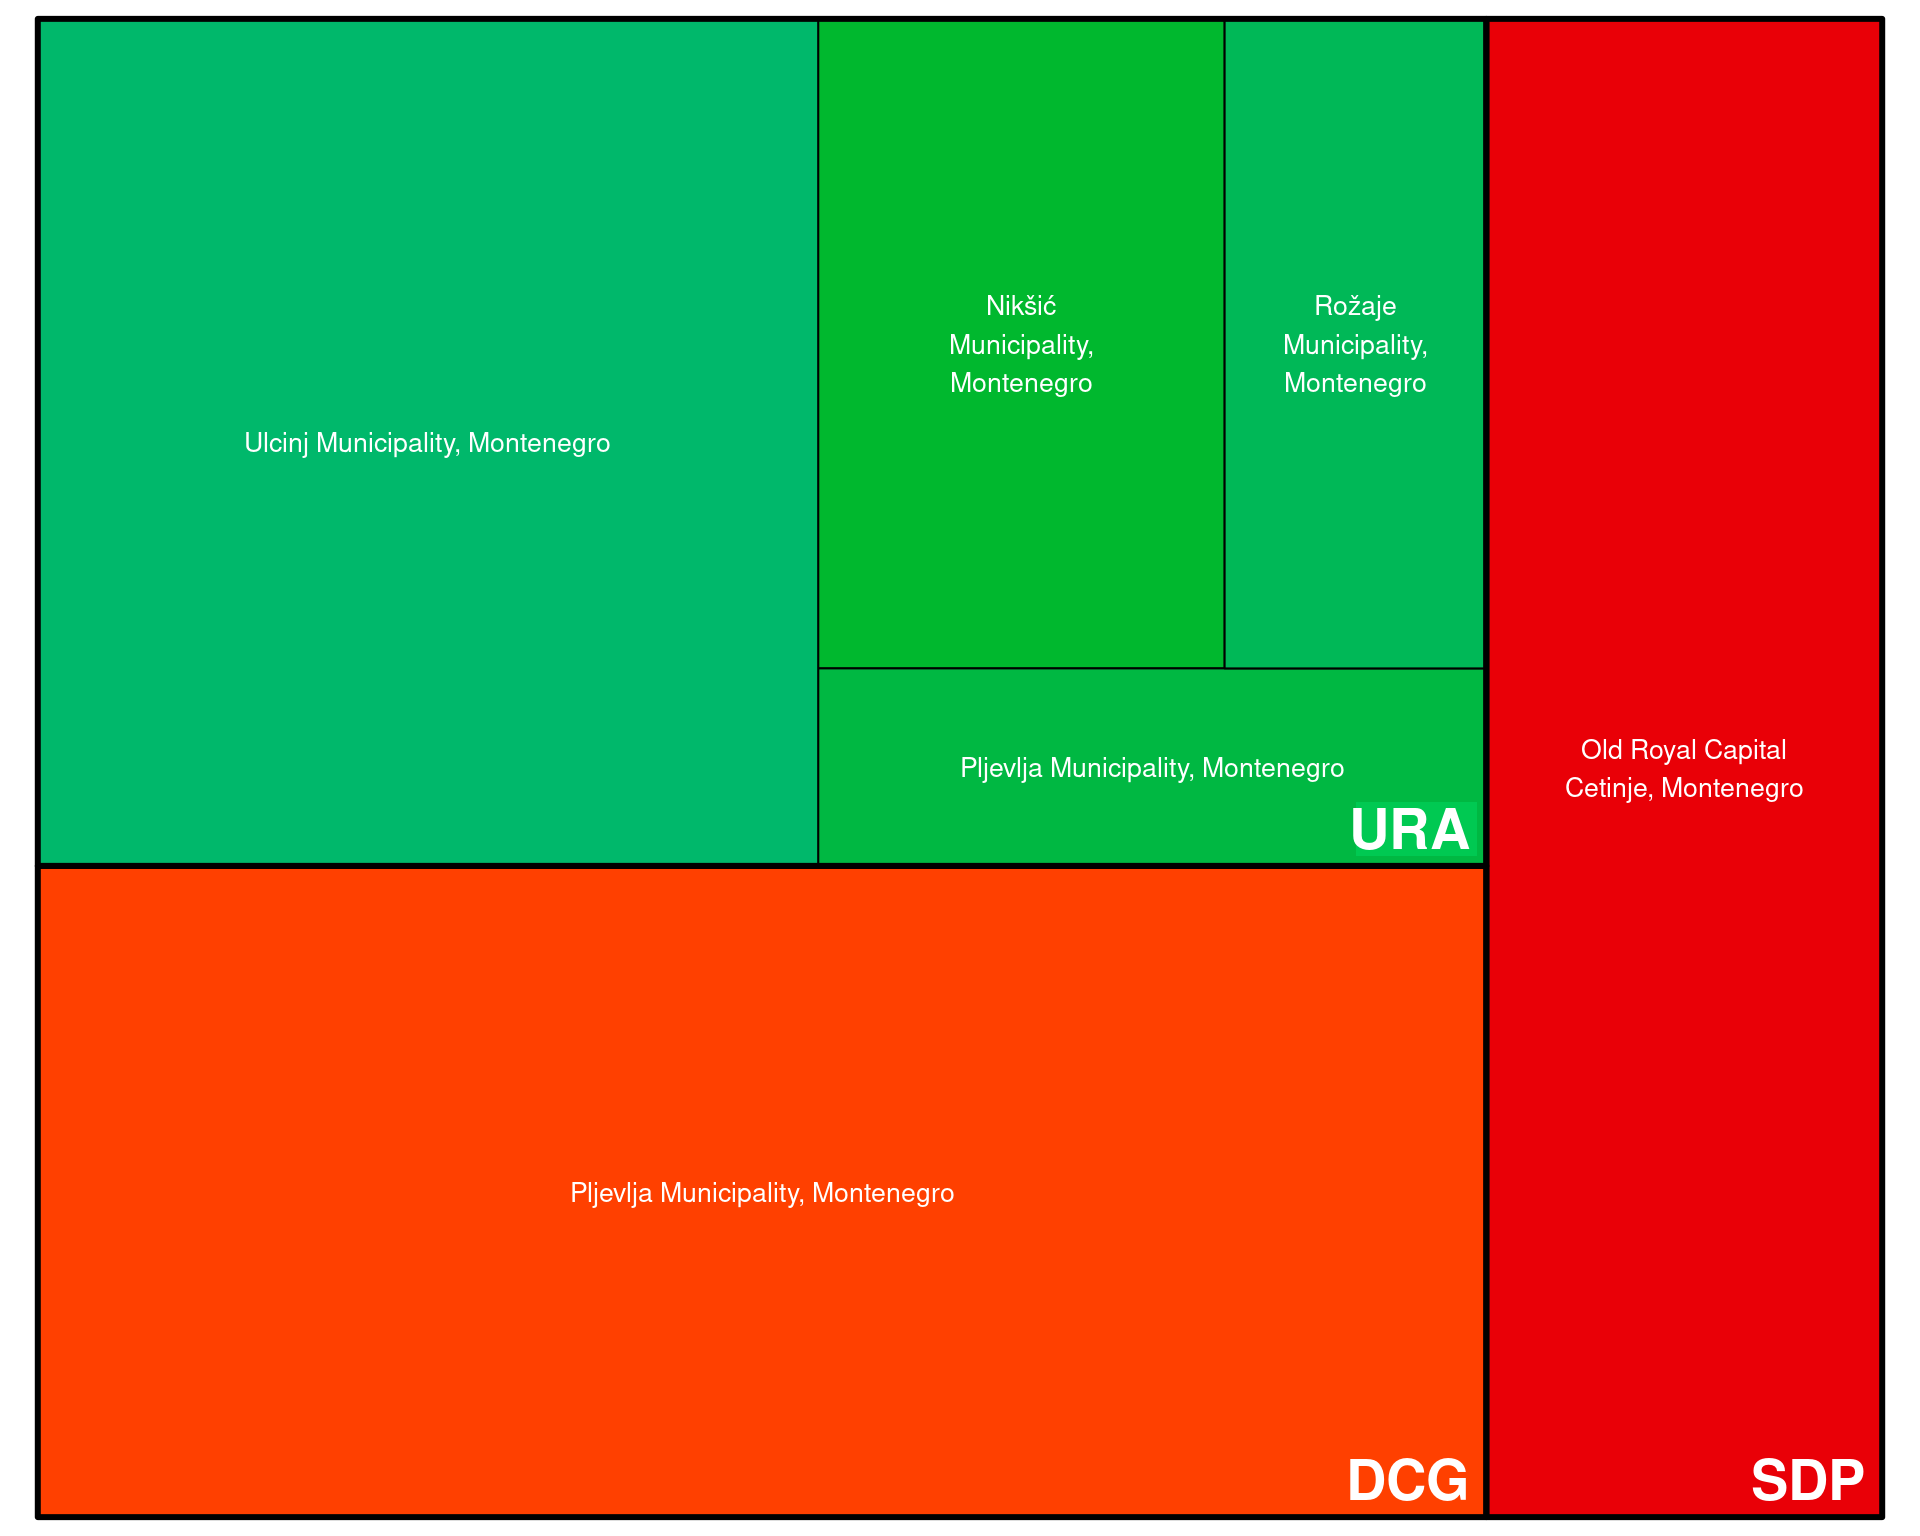 Ulcinj Municipality, Montenegro
Nikšić
Municipality,
Montenegro
Rožaje
Municipality,
Montenegro
Pljevlja Municipality, Montenegro
URA
Pljevlja Municipality, Montenegro
DCG
Old Royal Capital
Cetinje, Montenegro
SDP